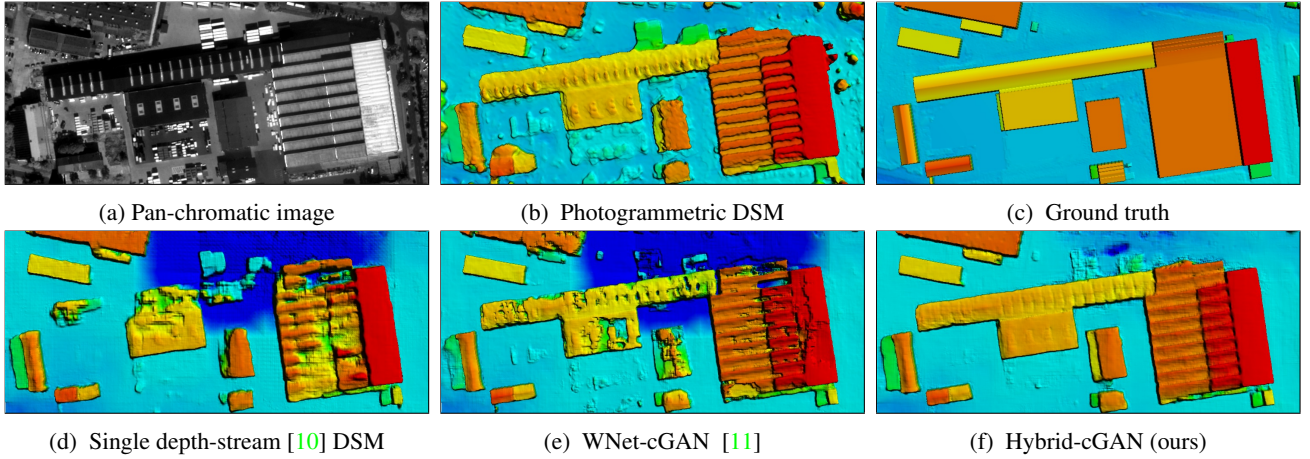 (a) Pan-chromatic image
(b) Photogrammetric DSM
(c) Ground truth
(d) Single depth-stream [10] DSM
(e) WNet-cGAN [11]
(f) Hybrid-cGAN (ours)